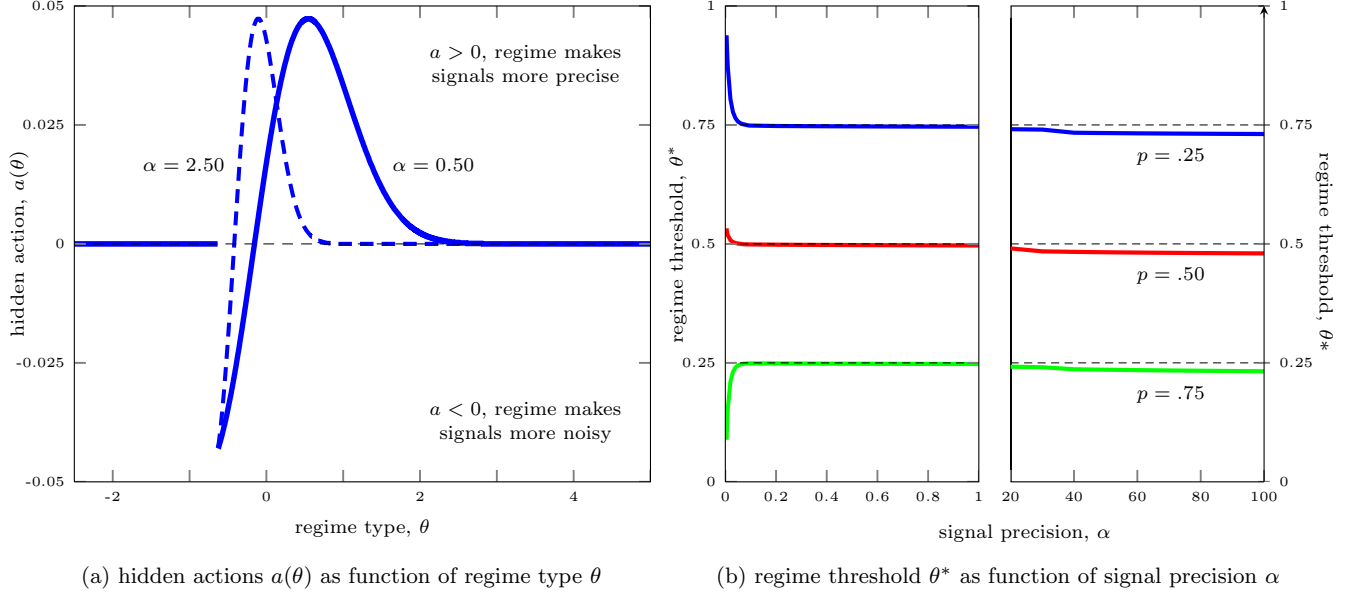 0.05
0.025
0
-0.025
-0.05
hidden action, a(θ)
a > 0, regime makes
signals more precise
α = 2.50
α = 0.50
a < 0, regime makes
signals more noisy
-2
0
2
4
regime type, θ
(a) hidden actions a(θ) as function of regime type θ
1
0.75
0.5
0.25
0
regime threshold, θ*
0
0.2
0.4
0.6
0.8
1
p = .25
p = .50
p = .75
20
40
60
80
100
1
0.75
0.5
0.25
0
regime threshold, θ*
signal precision, α
(b) regime threshold θ* as function of signal precision α